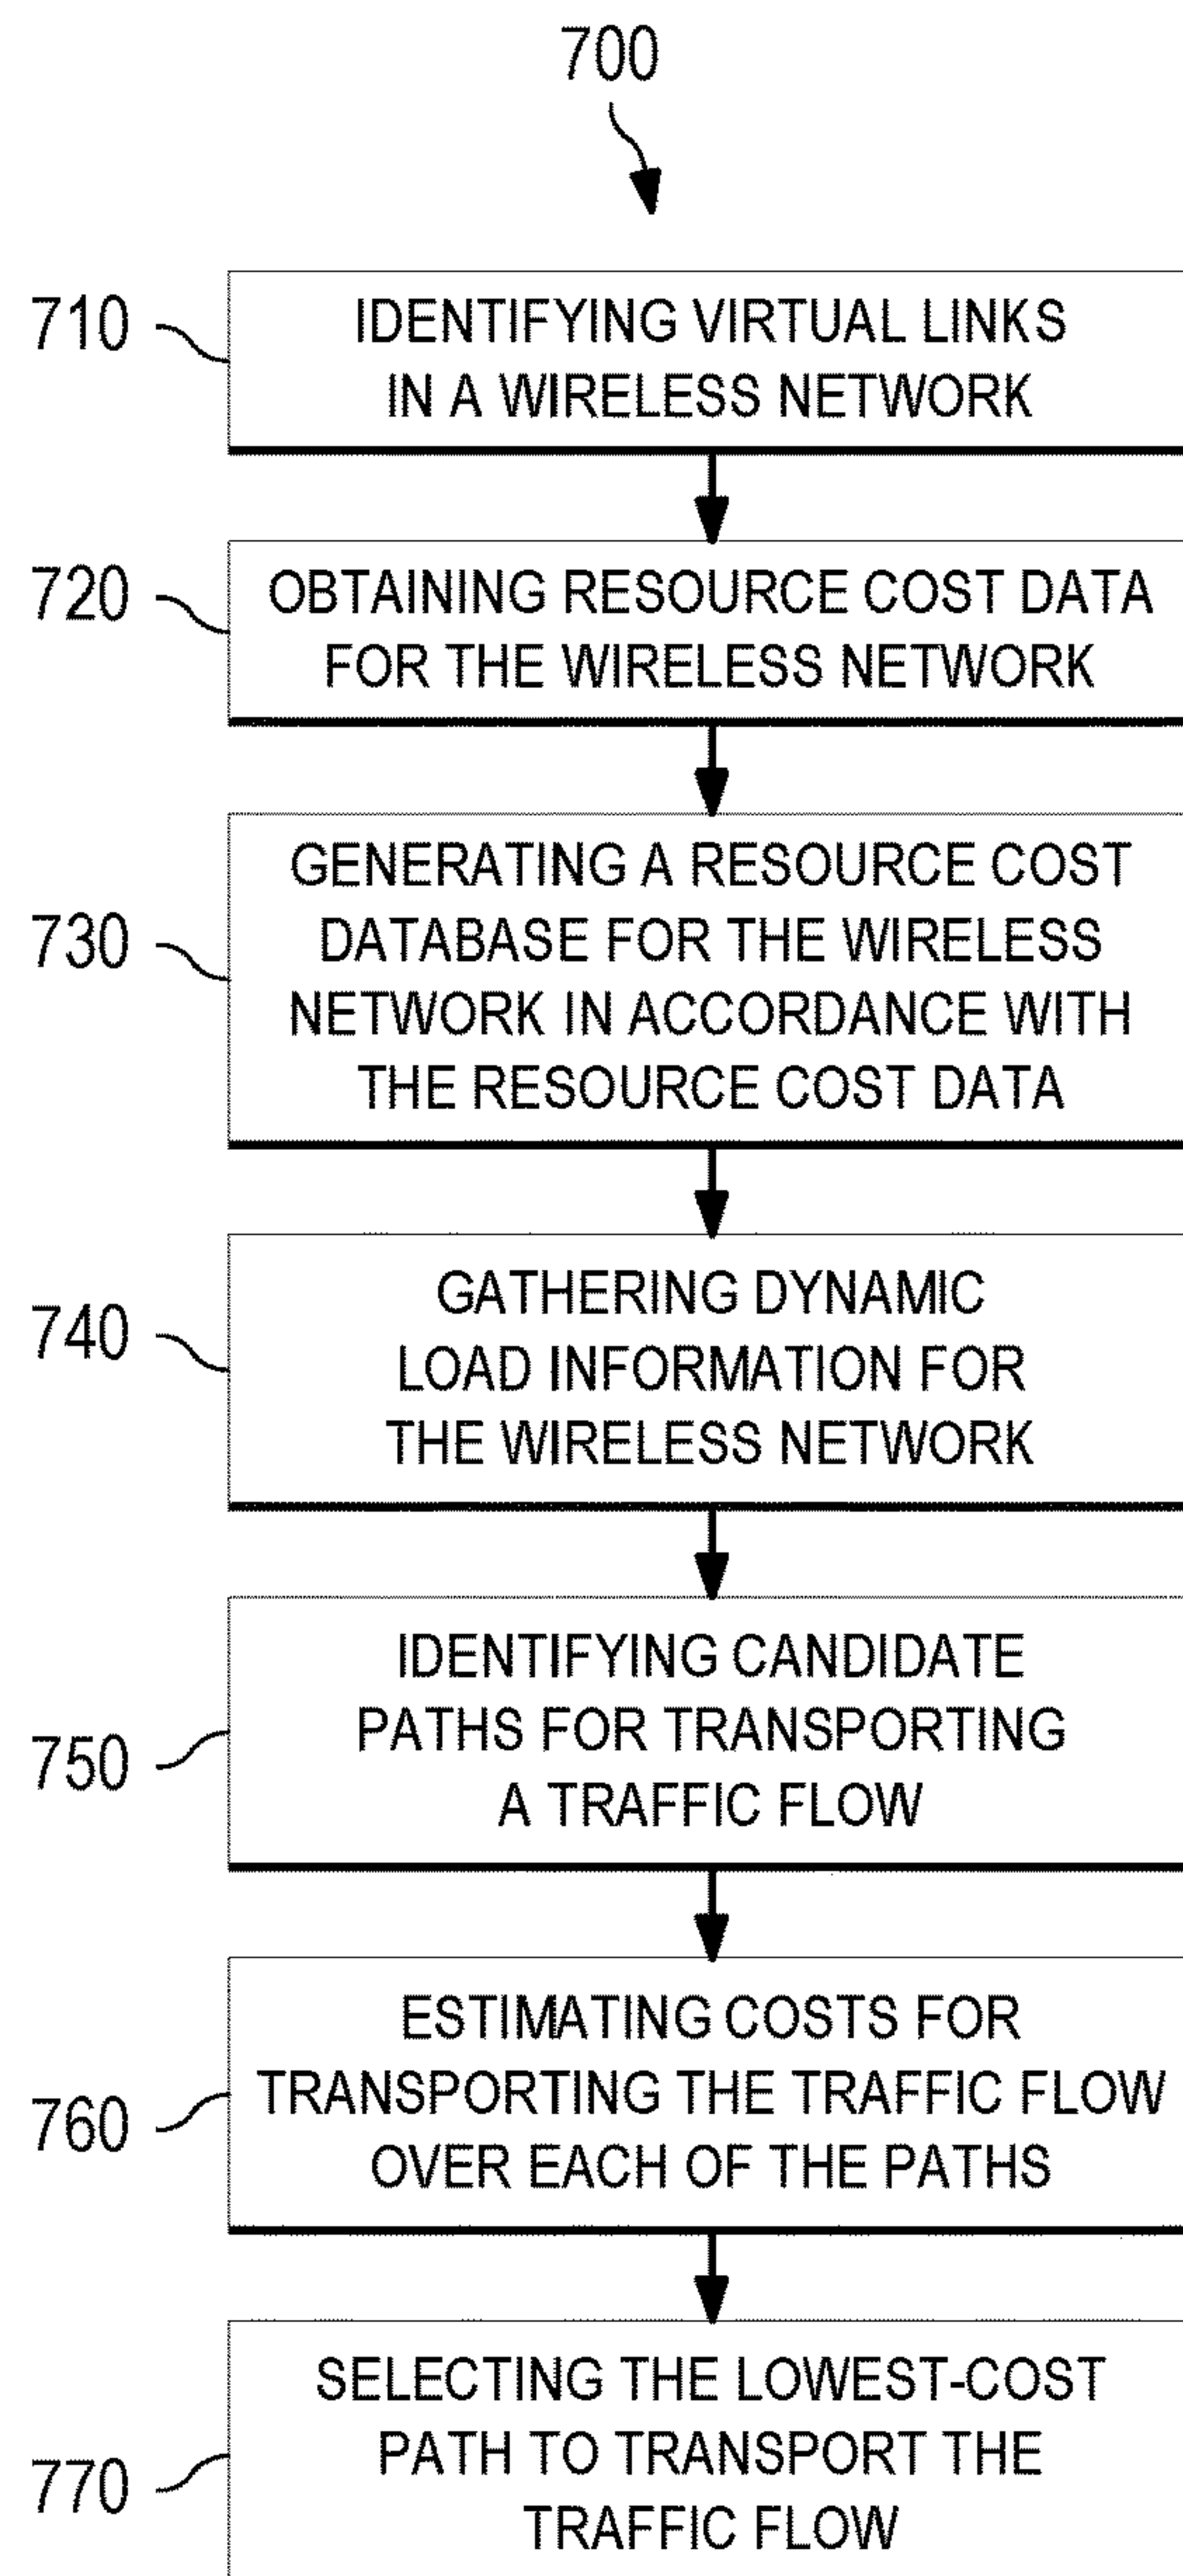 700
710
IDENTIFYING VIRTUAL LINKS
IN A WIRELESS NETWORK
720
OBTAINING RESOURCE COST DATA
FOR THE WIRELESS NETWORK
730
GENERATING A RESOURCE COST
DATABASE FOR THE WIRELESS
NETWORK IN ACCORDANCE WITH
THE RESOURCE COST DATA
740
GATHERING DYNAMIC
LOAD INFORMATION FOR
THE WIRELESS NETWORK
750
IDENTIFYING CANDIDATE
PATHS FOR TRANSPORTING
A TRAFFIC FLOW
760
ESTIMATING COSTS FOR
TRANSPORTING THE TRAFFIC FLOW
OVER EACH OF THE PATHS
770
SELECTING THE LOWEST-COST
PATH TO TRANSPORT THE
TRAFFIC FLOW